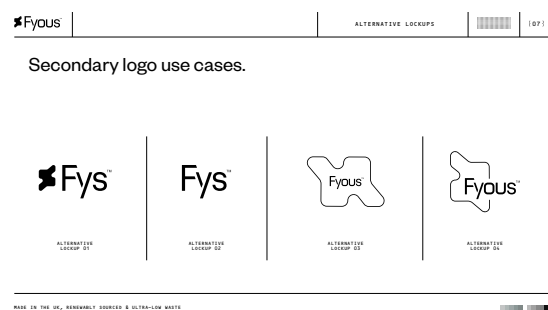 Fyous™
ALTERNATIVE LOCKUPS
(07)
Secondary logo use cases.
Fys™
Fys™
Fyous™
Fyous™
ALTERNATIVE
LOCKUP 01
ALTERNATIVE
LOCKUP 02
ALTERNATIVE
LOCKUP 03
ALTERNATIVE
LOCKUP 04
MADE IN THE UK, RENEWABLY SOURCED & ULTRA-LOW WASTE